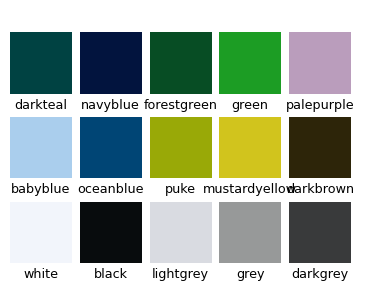 darkteal navyblue forestgreen green palepurple
babyblue oceanblue puke mustardyellow darkbrown
white black lightgrey grey darkgrey